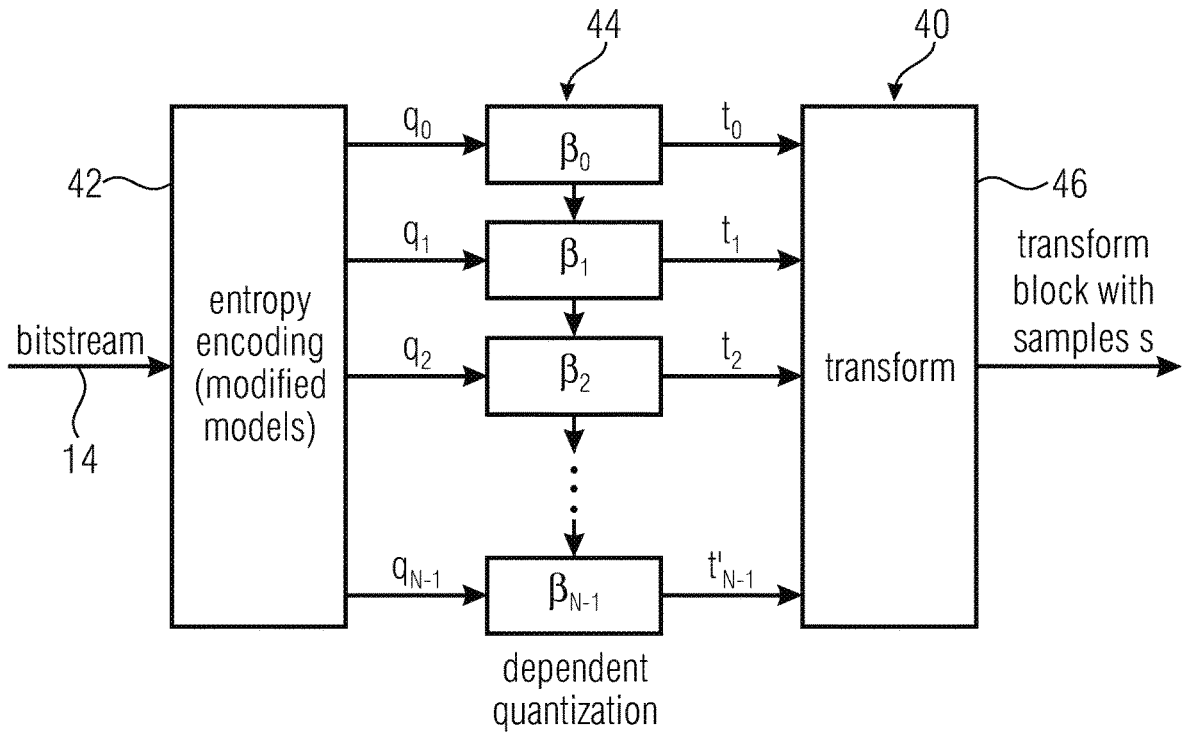 44
40
q₀
β₀
t₀
42
46
q₁
β₁
t₁
transform
block with
samples s
entropy
encoding
(modified
models)
bitstream
q₂
β₂
t₂
transform
14
qN-1
βN-1
t'N-1
dependent
quantization